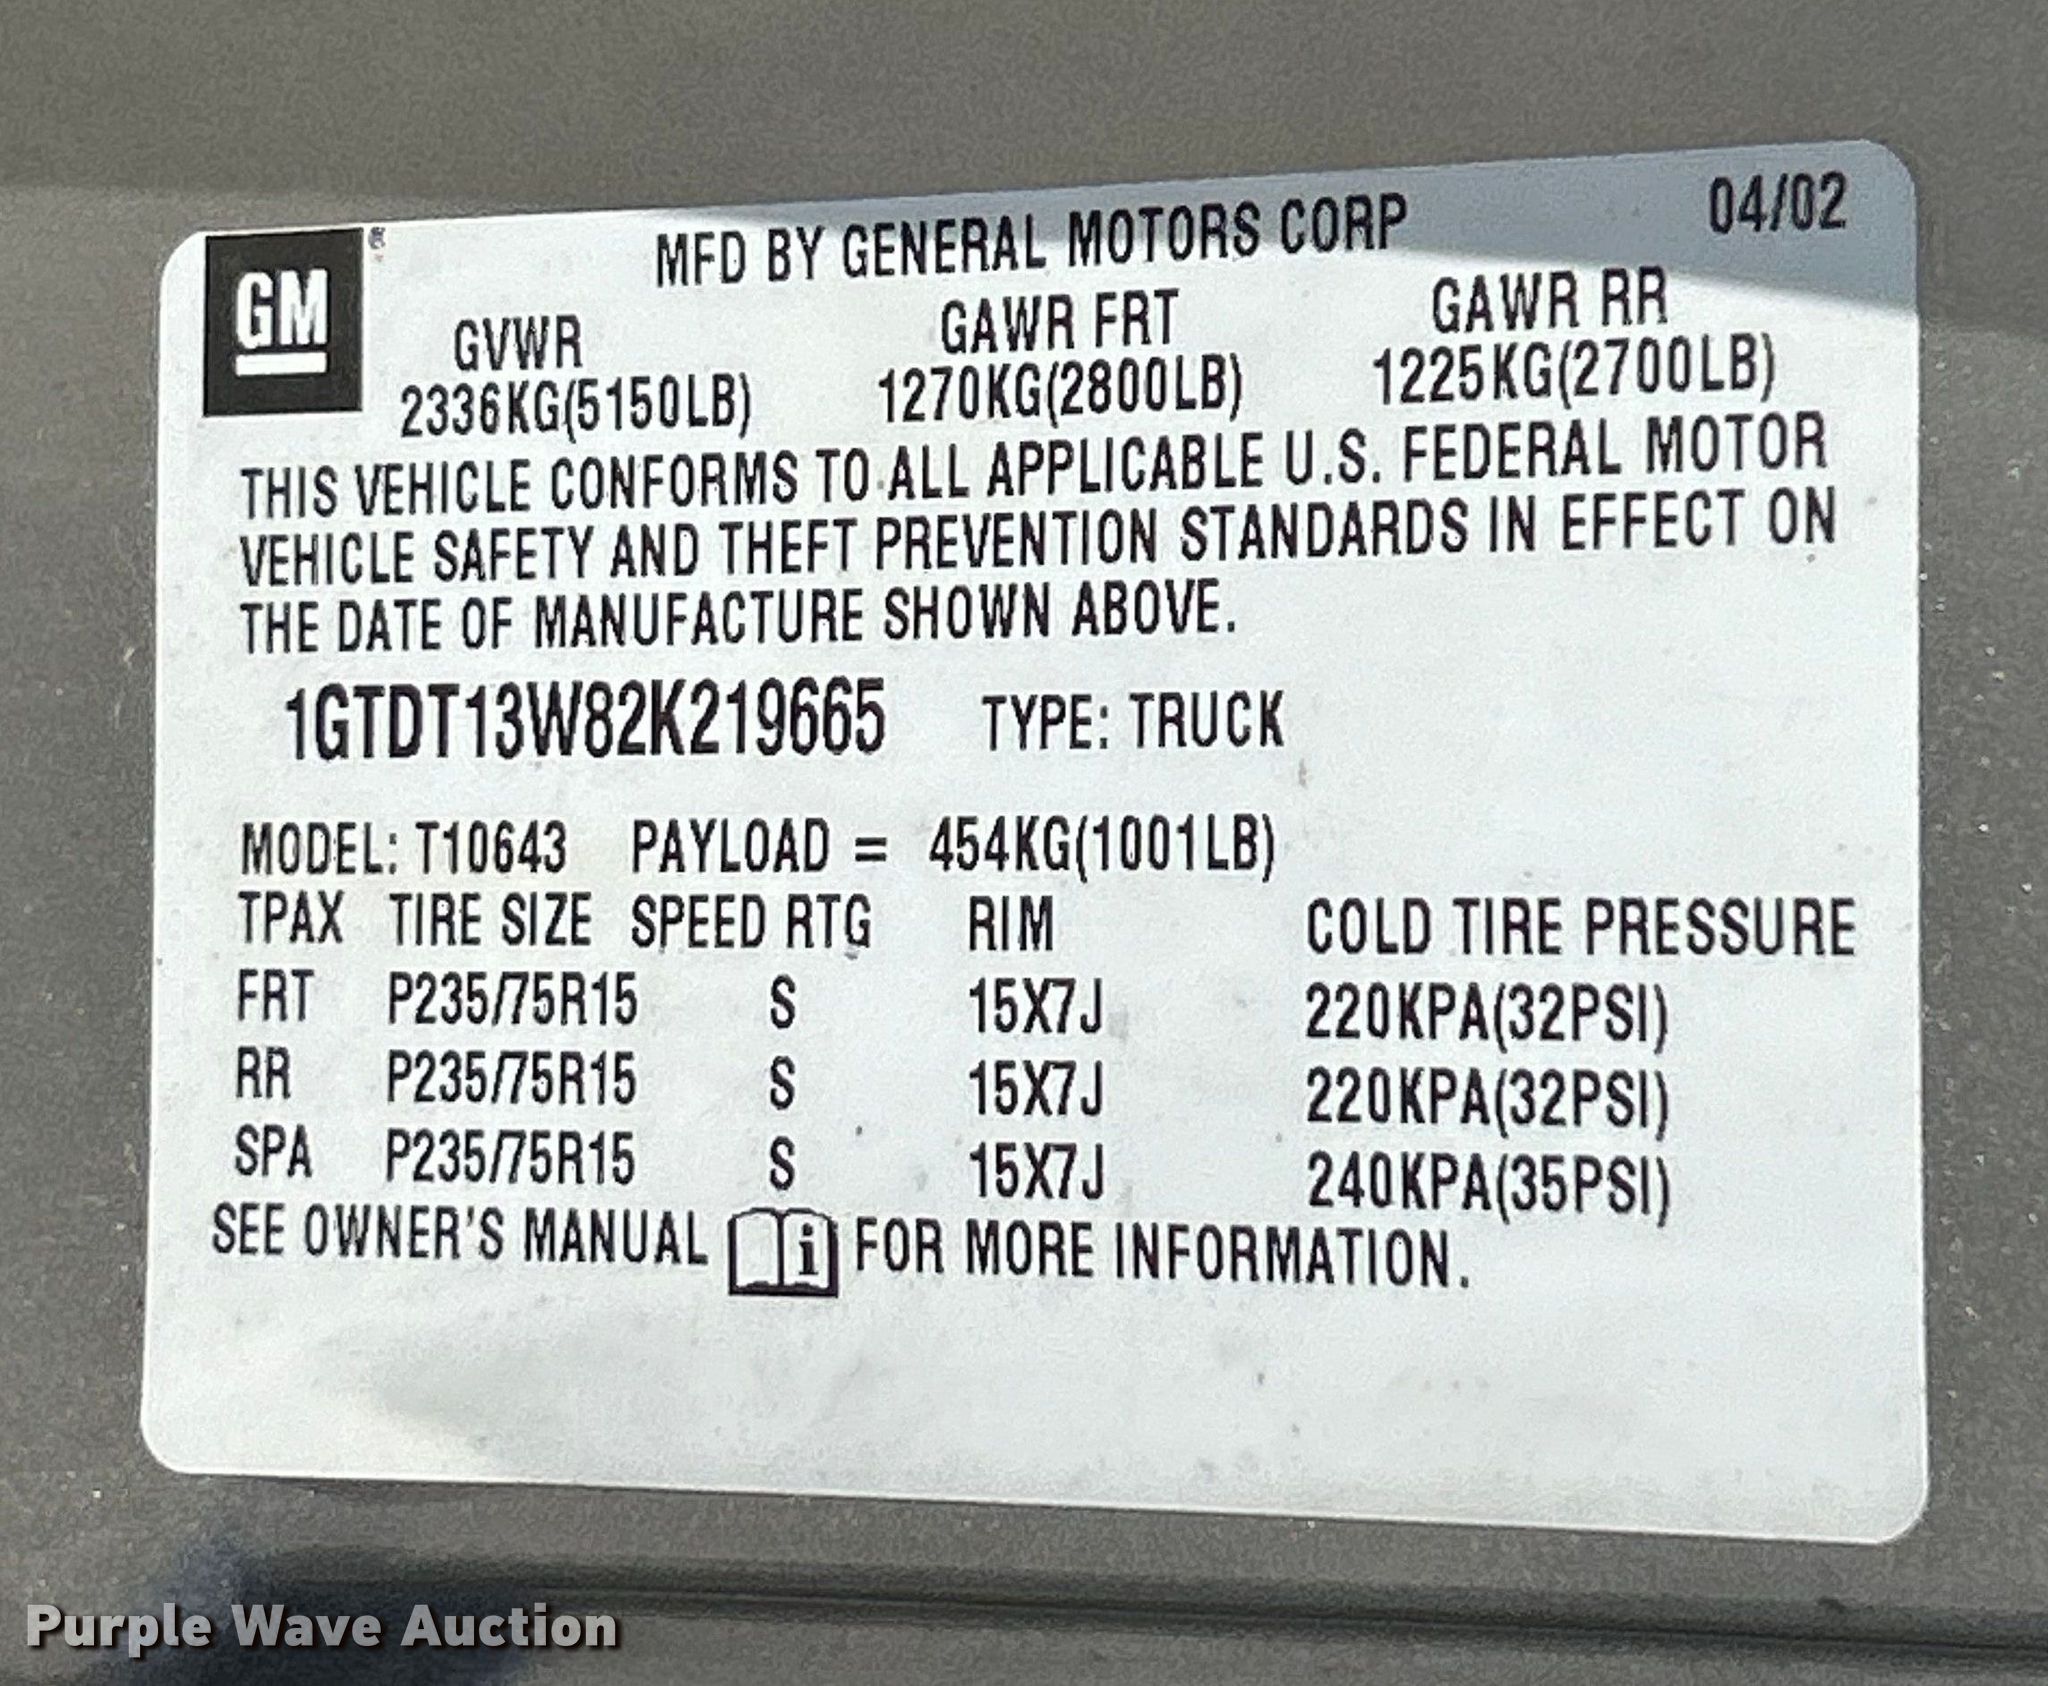 GM
MFD BY GENERAL MOTORS CORP 04/02
GVWR GAWR FRT GAWR RR
2336KG(5150LB) 1270KG(2800LB) 1225KG(2700LB)
THIS VEHICLE CONFORMS TO ALL APPLICABLE U.S. FEDERAL MOTOR
VEHICLE SAFETY AND THEFT PREVENTION STANDARDS IN EFFECT ON
THE DATE OF MANUFACTURE SHOWN ABOVE.
1GTDT13W82K219665 TYPE: TRUCK
MODEL: T10643 PAYLOAD = 454KG(1001LB)
TPAX TIRE SIZE SPEED RTG RIM COLD TIRE PRESSURE
FRT P235/75R15 S 15X7J 220KPA(32PSI)
RR P235/75R15 S 15X7J 220KPA(32PSI)
SPA P235/75R15 S 15X7J 240KPA(35PSI)
SEE OWNER'S MANUAL i FOR MORE INFORMATION.
Purple Wave Auction